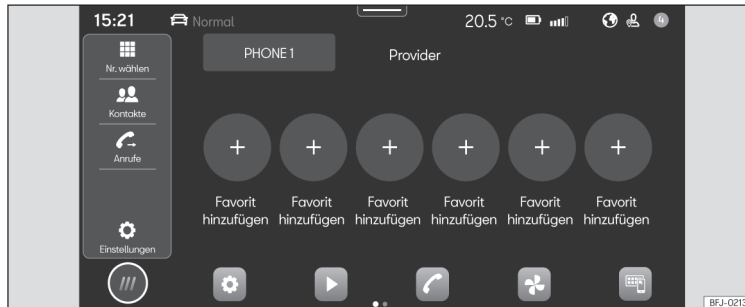 15:21 Normal 20.5 °C 4
PHONE 1 Provider
Nr. wählen
Kontakte
Anrufe
Einstellungen
Favorit Favorit Favorit Favorit Favorit Favorit
hinzufügen hinzufügen hinzufügen hinzufügen hinzufügen hinzufügen
BFJ-0213